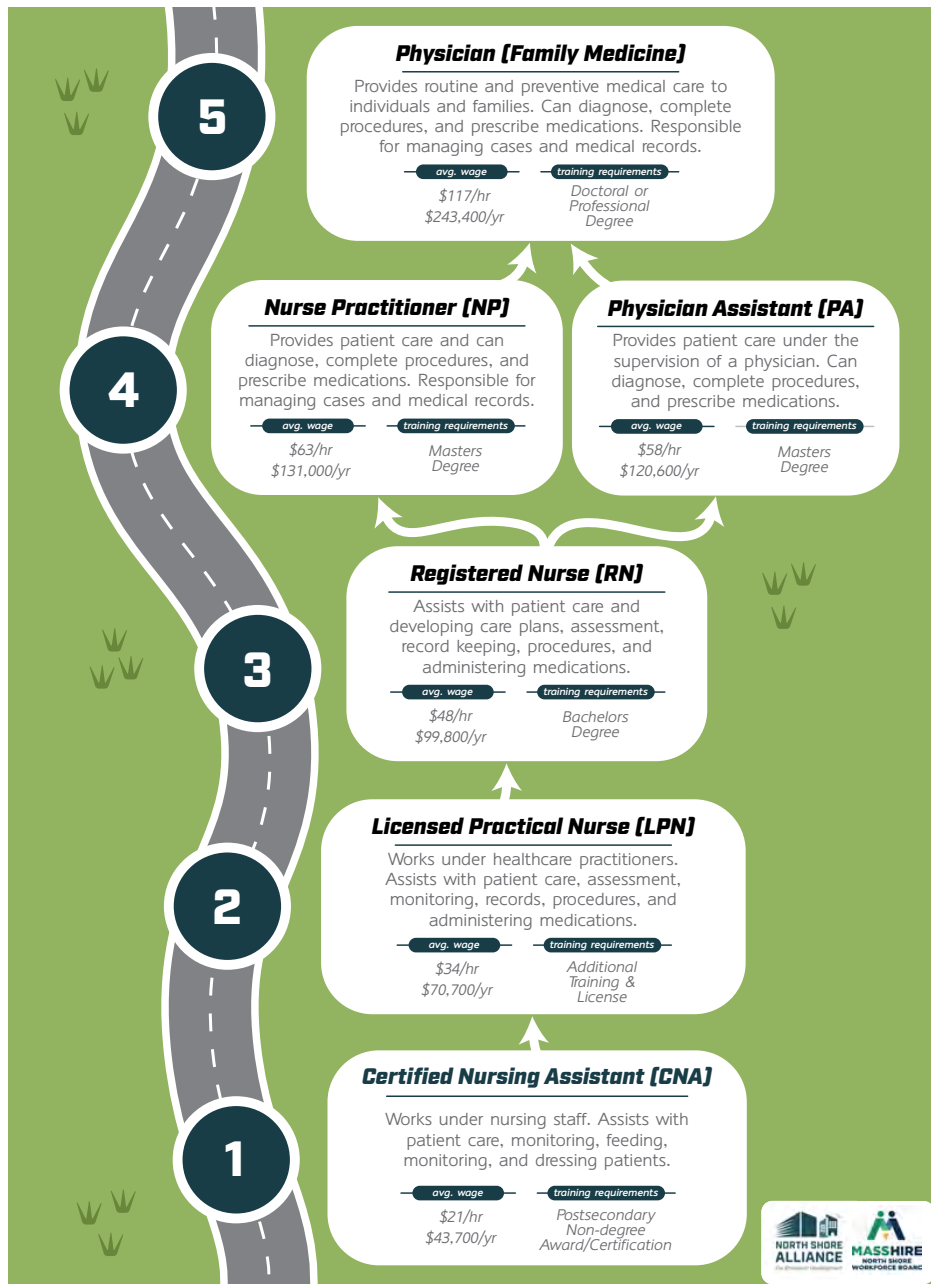 5
Physician (Family Medicine)
Provides routine and preventive medical care to
individuals and families. Can diagnose, complete
procedures, and prescribe medications. Responsible
for managing cases and medical records.
avg. wage
$117/hr
$243,400/yr
training requirements
Doctoral or
Professional
Degree
4
Nurse Practitioner (NP)
Provides patient care and can
diagnose, complete procedures, and
prescribe medications. Responsible for
managing cases and medical records.
avg. wage
$63/hr
$131,000/yr
training requirements
Masters
Degree
Physician Assistant (PA)
Provides patient care under the
supervision of a physician. Can
diagnose, complete procedures,
and prescribe medications.
avg. wage
$58/hr
$120,600/yr
training requirements
Masters
Degree
3
Registered Nurse (RN)
Assists with patient care and
developing care plans, assessment,
record keeping, procedures, and
administering medications.
avg. wage
$48/hr
$99,800/yr
training requirements
Bachelors
Degree
2
Licensed Practical Nurse (LPN)
Works under healthcare practitioners.
Assists with patient care, assessment,
monitoring, records, procedures, and
administering medications.
avg. wage
$34/hr
$70,700/yr
training requirements
Additional
Training &
License
1
Certified Nursing Assistant (CNA)
Works under nursing staff. Assists with
patient care, monitoring, feeding,
monitoring, and dressing patients.
avg. wage
$21/hr
$43,700/yr
training requirements
Postsecondary
Non-degree
Award/Certification
NORTH SHORE
ALLIANCE
MASSHIRE
NORTH SHORE
WORKFORCE BOARD